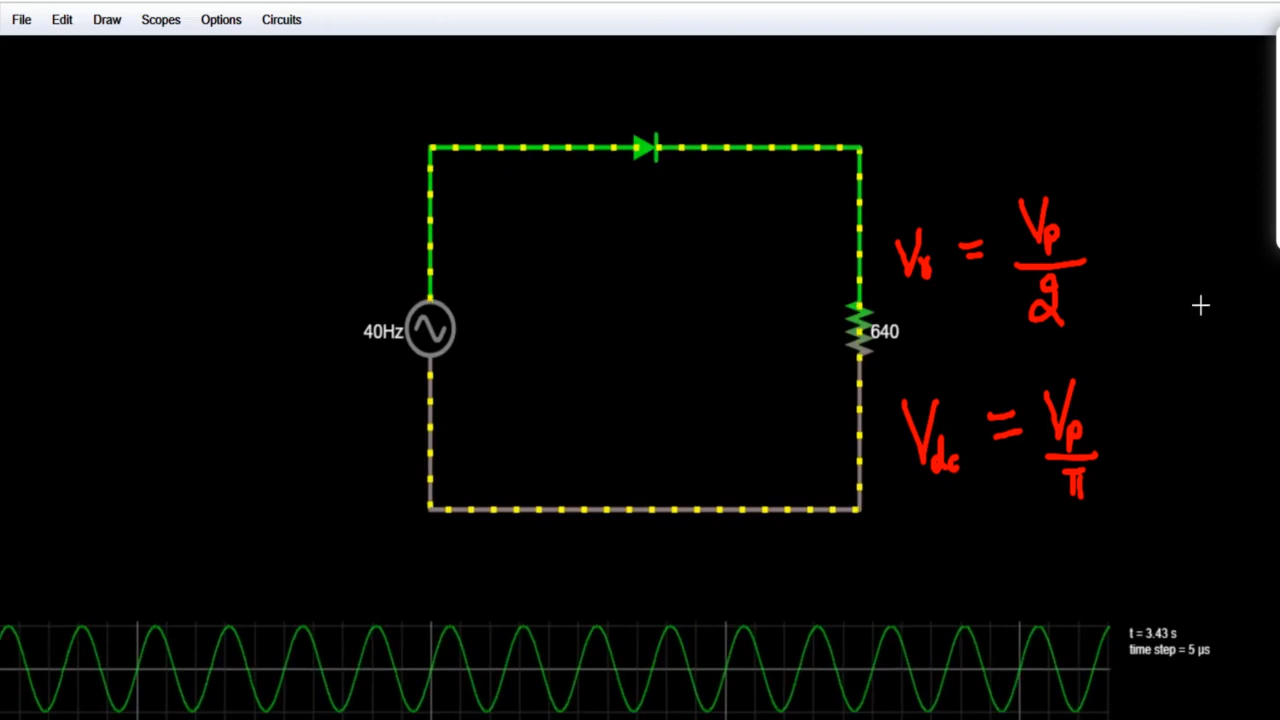 File Edit Draw Scopes Options Circuits
40Hz
640
Vr = Vp/2
Vdc = Vp/π
t = 3.43 s
time step = 5 µs